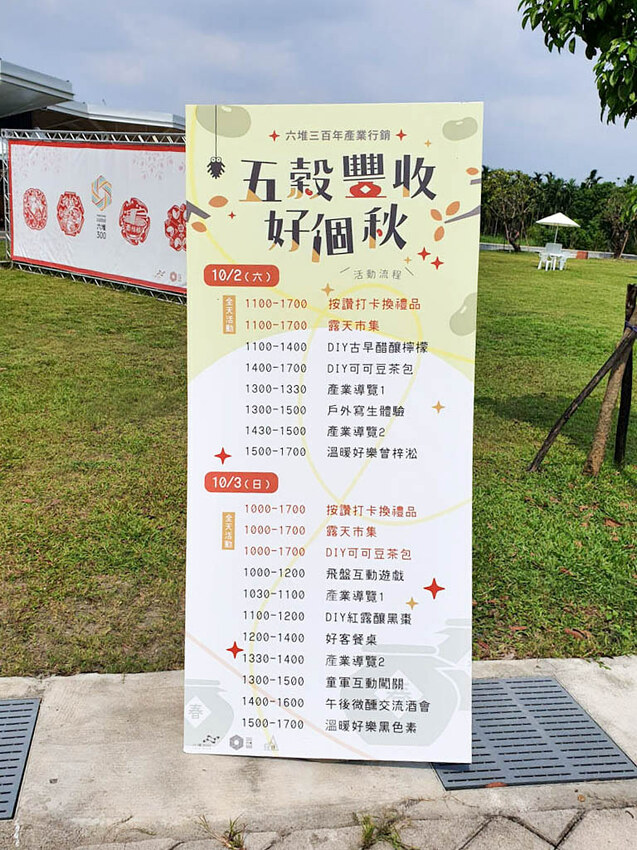 六堆三百年產業行銷
五穀豐收
好個秋
活動流程
10/2(六)
全天活動
1100-1700 按讚打卡換禮品
1100-1700 露天市集
1100-1400 DIY古早醋釀檸檬
1400-1700 DIY可可豆茶包
1300-1330 產業導覽1
1300-1500 戶外寫生體驗
1430-1500 產業導覽2
1500-1700 溫暖好樂曾梓淞
10/3(日)
全天活動
1000-1700 按讚打卡換禮品
1000-1700 露天市集
1000-1700 DIY可可豆茶包
1000-1200 飛盤互動遊戲
1030-1100 產業導覽1
1100-1200 DIY紅露釀黑棗
1200-1400 好客餐桌
1330-1400 產業導覽2
1300-1500 童軍互動闖關
1400-1600 午後微醺交流酒會
1500-1700 溫暖好樂黑色素
春
六堆
300